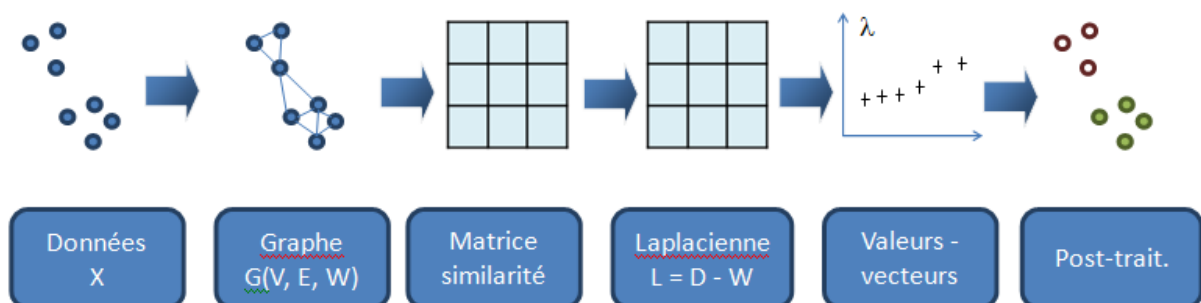 λ
Données
X
Graphe
G(V, E, W)
Matrice
similarité
Laplacienne
L = D - W
Valeurs -
vecteurs
Post-trait.